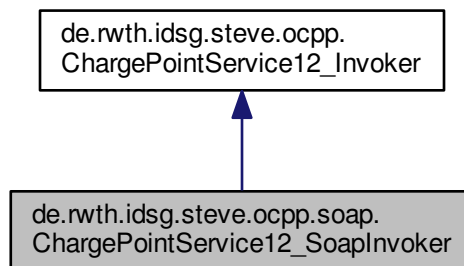 de.rwth.idsg.steve.ocpp.
ChargePointService12_Invoker
de.rwth.idsg.steve.ocpp.soap.
ChargePointService12_SoapInvoker